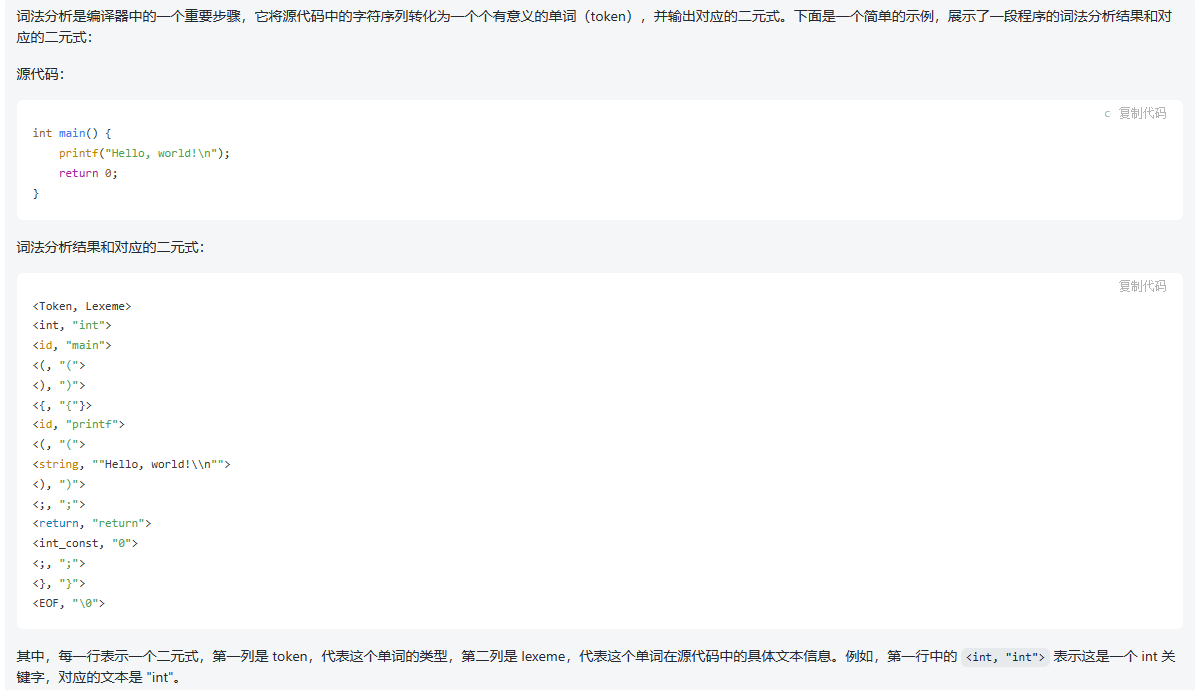 词法分析是编译器中的一个重要步骤，它将源代码中的字符序列转化为一个个有意义的单词（token），并输出对应的二元式。下面是一个简单的示例，展示了一段程序的词法分析结果和对
应的二元式：
源代码：
c 复制代码
int main() {
    printf("Hello, world!\n");
    return 0;
}
词法分析结果和对应的二元式：
复制代码
<Token, Lexeme>
<int, "int">
<id, "main">
<(, "(">
<), ")">
<{, "{"}>
<id, "printf">
<(, "(">
<string, ""Hello, world!\\n"">
<), ")">
<;, ";">
<return, "return">
<int_const, "0">
<;, ";">
<}, "}">
<EOF, "\0">
其中，每一行表示一个二元式，第一列是 token，代表这个单词的类型，第二列是 lexeme，代表这个单词在源代码中的具体文本信息。例如，第一行中的 <int, "int"> 表示这是一个 int 关
键字，对应的文本是 "int"。